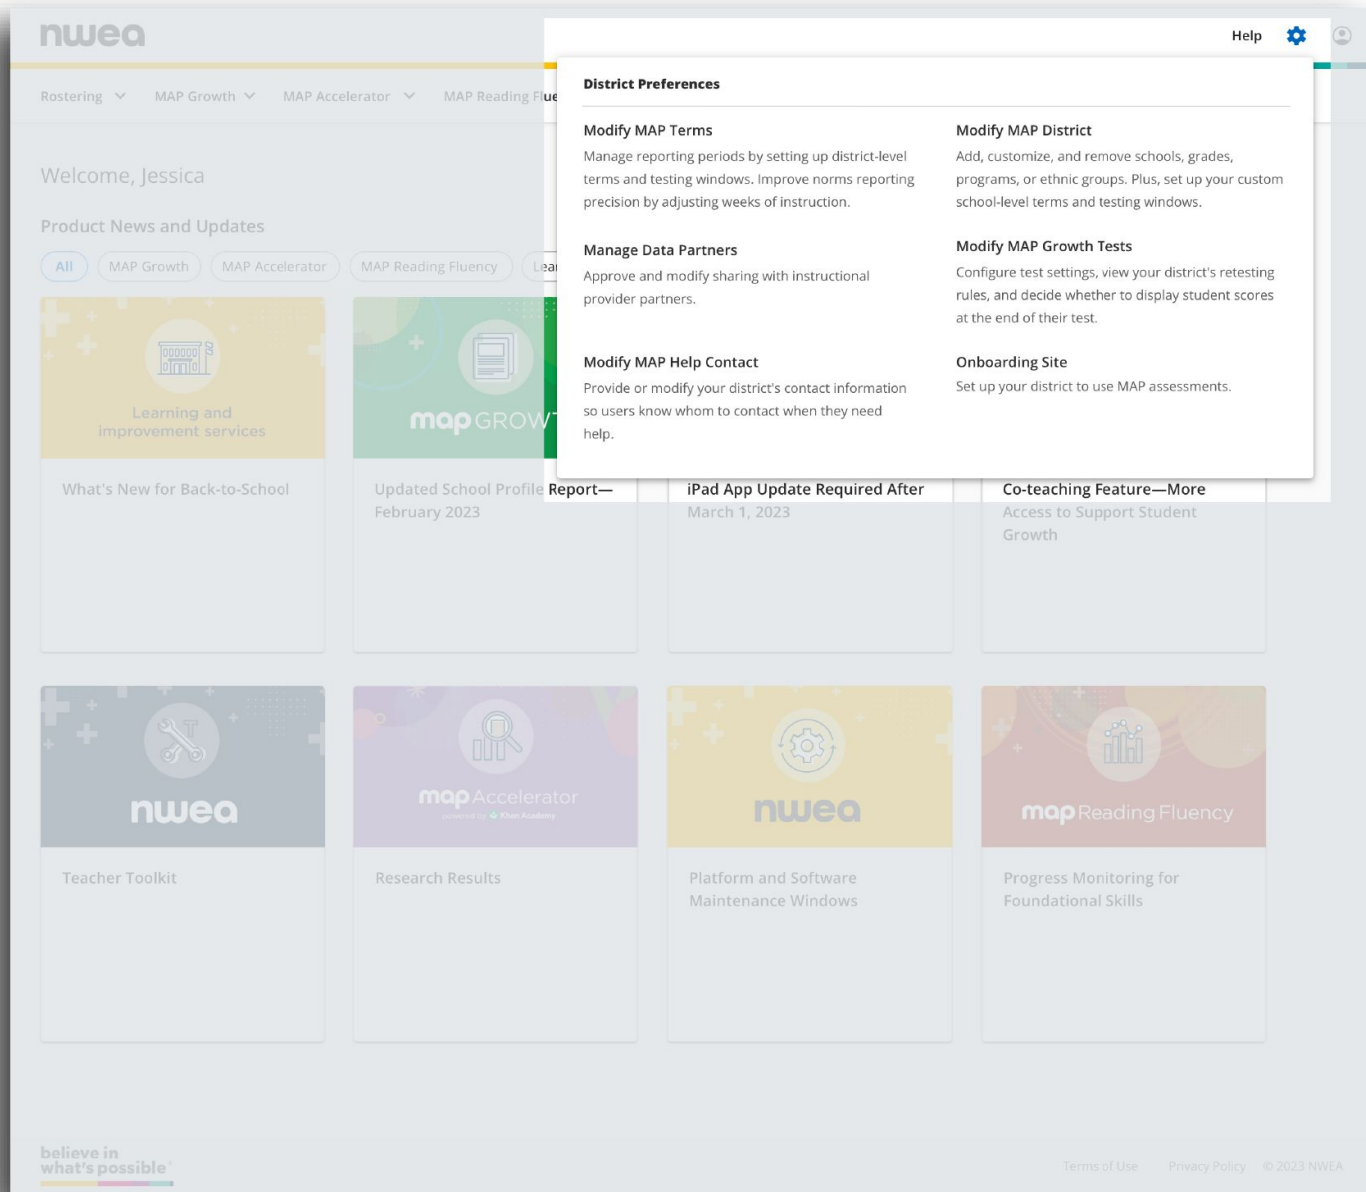 nwea
Help
Rostering
MAP Growth
MAP Accelerator
MAP Reading Flue
District Preferences
Modify MAP Terms
Manage reporting periods by setting up district-level
terms and testing windows. Improve norms reporting
precision by adjusting weeks of instruction.
Modify MAP District
Add, customize, and remove schools, grades,
programs, or ethnic groups. Plus, set up your custom
school-level terms and testing windows.
Manage Data Partners
Approve and modify sharing with instructional
provider partners.
Modify MAP Growth Tests
Configure test settings, view your district's retesting
rules, and decide whether to display student scores
at the end of their test.
Modify MAP Help Contact
Provide or modify your district's contact information
so users know whom to contact when they need
help.
Onboarding Site
Set up your district to use MAP assessments.
Welcome, Jessica
Product News and Updates
All
MAP Growth
MAP Accelerator
MAP Reading Fluency
Lea
Learning and
improvement services
map GROWT
What's New for Back-to-School
Updated School Profile Report—
February 2023
iPad App Update Required After
March 1, 2023
Co-teaching Feature—More
Access to Support Student
Growth
T
nwea
map Accelerator
powered by Khan Academy
nwea
map Reading Fluency
Teacher Toolkit
Research Results
Platform and Software
Maintenance Windows
Progress Monitoring for
Foundational Skills
believe in
what's possible
Terms of Use
Privacy Policy
© 2023 NWEA